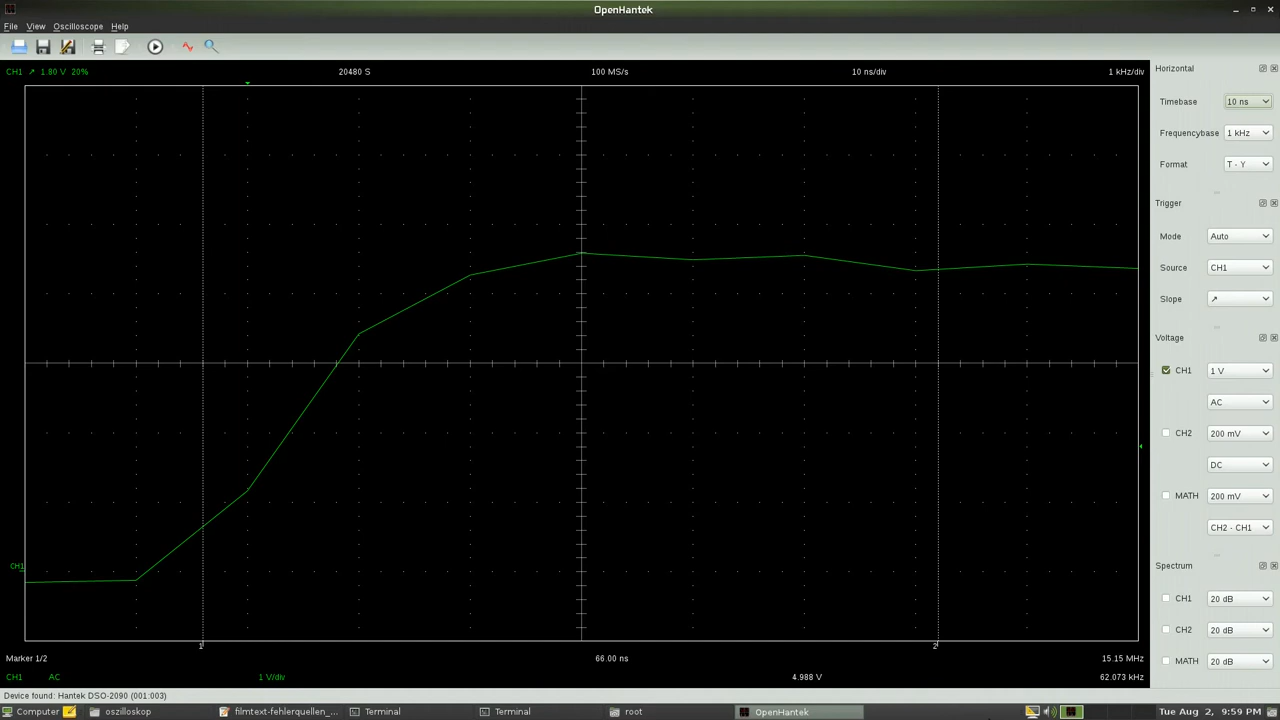 OpenHantek
File View Oscilloscope Help
CH1 ↗ 1.80 V 20% 20480 S 100 MS/s 10 ns/div 1 kHz/div
Horizontal
Timebase 10 ns
Frequencybase 1 kHz
Format T - Y
Trigger
Mode Auto
Source CH1
Slope ↗
Voltage
CH1 1 V
AC
CH2 200 mV
DC
MATH 200 mV
CH2 - CH1
Spectrum
CH1 20 dB
CH2 20 dB
MATH 20 dB
CH1
1 2
Marker 1/2 66.00 ns 15.15 MHz
CH1 AC 1 V/div 4.988 V 62.073 kHz
Device found: Hantek DSO-2090 (001:003)
Computer oszilloskop filmtext-fehlerquellen_... Terminal Terminal root OpenHantek Tue Aug 2, 9:59 PM